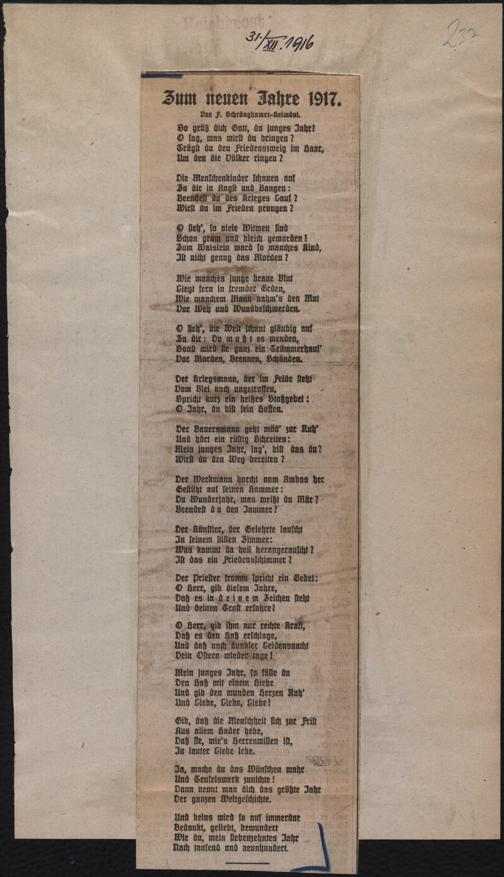 31/XII. 1916
237
Zum neuen Jahre 1917.
Von F. Schrönghamer-Heimdal.
So grüß dich Gott, du junges Jahr!
O sag, was wirst du bringen?
Trägst du den Friedenszweig im Haar,
Um den die Völker ringen?
Die Menschenkinder schauen auf
Zu dir in Angst und Bangen:
Beendest du des Krieges Lauf?
Wirst du im Frieden prangen?
O sieh', so viele Witwen sind
Schon gram und bleich geworden!
Zum Waislein ward so manches Kind,
Ist nicht genug das Morden?
Wie manches junge brave Blut
Liegt fern in fremder Erden,
Wie manchem Mann nahm's den Mut
Vor Weh und Wundbeschwerden.
O sieh', die Welt schaut gläubig auf
Zu dir: Du mußt es wenden,
Sonst wird sie ganz ein Trümmerhauf'
Vor Morden, Brennen, Schänden.
Der Kriegsmann, der im Felde steht
Vom Blei noch ungetroffen,
Spricht kurz ein heißes Stoßgebet:
O Jahr, du bist sein Hoffen.
Der Bauersmann geht müd' zur Ruh'
Und hört ein rüstig Schreiten:
Mein junges Jahr, sag', bist das du?
Wirst du den Weg bereiten?
Der Werkmann horcht vom Ambos her
Gestützt auf seinen Hammer:
Du Wunderjahr, was weißt du Mär?
Beendest du den Jammer?
Der Künstler, der Gelehrte lauscht
In seinem stillen Zimmer:
Was kommt da hell herangerauscht?
Ist das ein Friedensschimmer?
Der Priester fromm spricht ein Gebet:
O Herr, gib diesem Jahre,
Daß es in deinem Zeichen steht
Und deinen Trost erfahre!
O Herr, gib ihm nur rechte Kraft,
Daß es den Haß erschlage,
Und daß nach dunkler Leidensnacht
Dein Ostern wieder tage!
Mein junges Jahr, so fälle du
Den Haß mit einem Hiebe
Und gib den wunden Herzen Ruh'
Und Liebe, Liebe, Liebe!
Gib, daß die Menschheit sich zur Frist
Aus allem Hader hebe,
Daß sie, wie's Herrenwillen ist,
In lauter Liebe lebe.
Ja, mache du das Wünschen wahr
Und Teufelswerk zunichte!
Dann nennt man dich das größte Jahr
Der ganzen Weltgeschichte.
Und keins wird so auf immerdar
Bedankt, geliebt, bewundert
Wie du, mein siebenzehntes Jahr
Nach tausend und neunhundert.